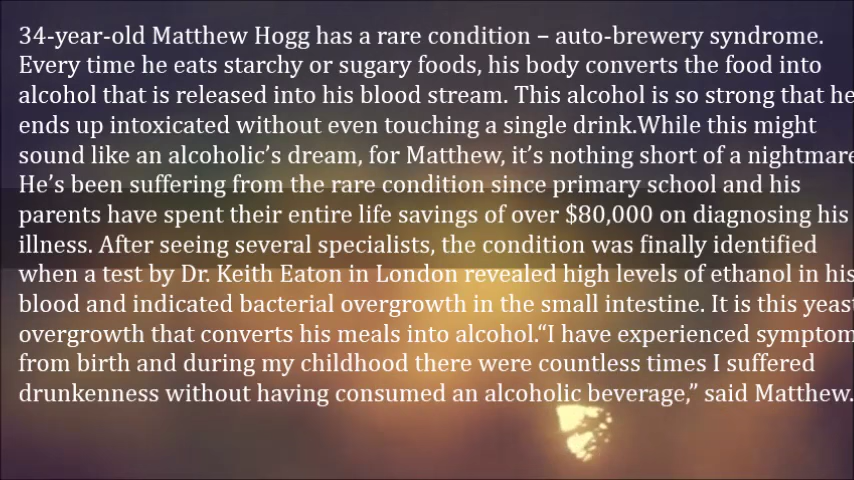 34-year-old Matthew Hogg has a rare condition – auto-brewery syndrome.
Every time he eats starchy or sugary foods, his body converts the food into
alcohol that is released into his blood stream. This alcohol is so strong that he
ends up intoxicated without even touching a single drink.While this might
sound like an alcoholic’s dream, for Matthew, it’s nothing short of a nightmare
He’s been suffering from the rare condition since primary school and his
parents have spent their entire life savings of over $80,000 on diagnosing his
illness. After seeing several specialists, the condition was finally identified
when a test by Dr. Keith Eaton in London revealed high levels of ethanol in his
blood and indicated bacterial overgrowth in the small intestine. It is this yeast
overgrowth that converts his meals into alcohol.“I have experienced symptom
from birth and during my childhood there were countless times I suffered
drunkenness without having consumed an alcoholic beverage,” said Matthew.